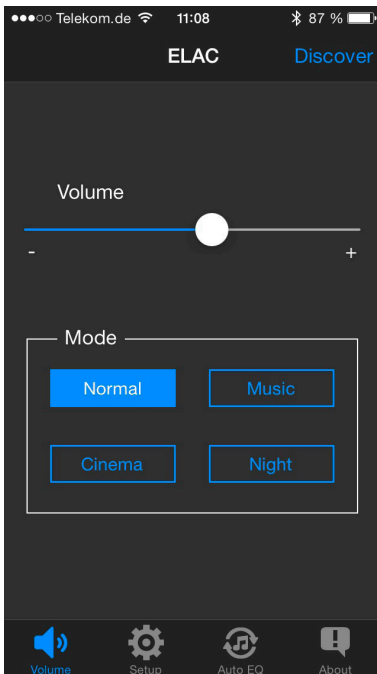 Telekom.de 11:08 87 %
ELAC Discover
Volume
- +
Mode
Normal Music
Cinema Night
Volume Setup Auto EQ About